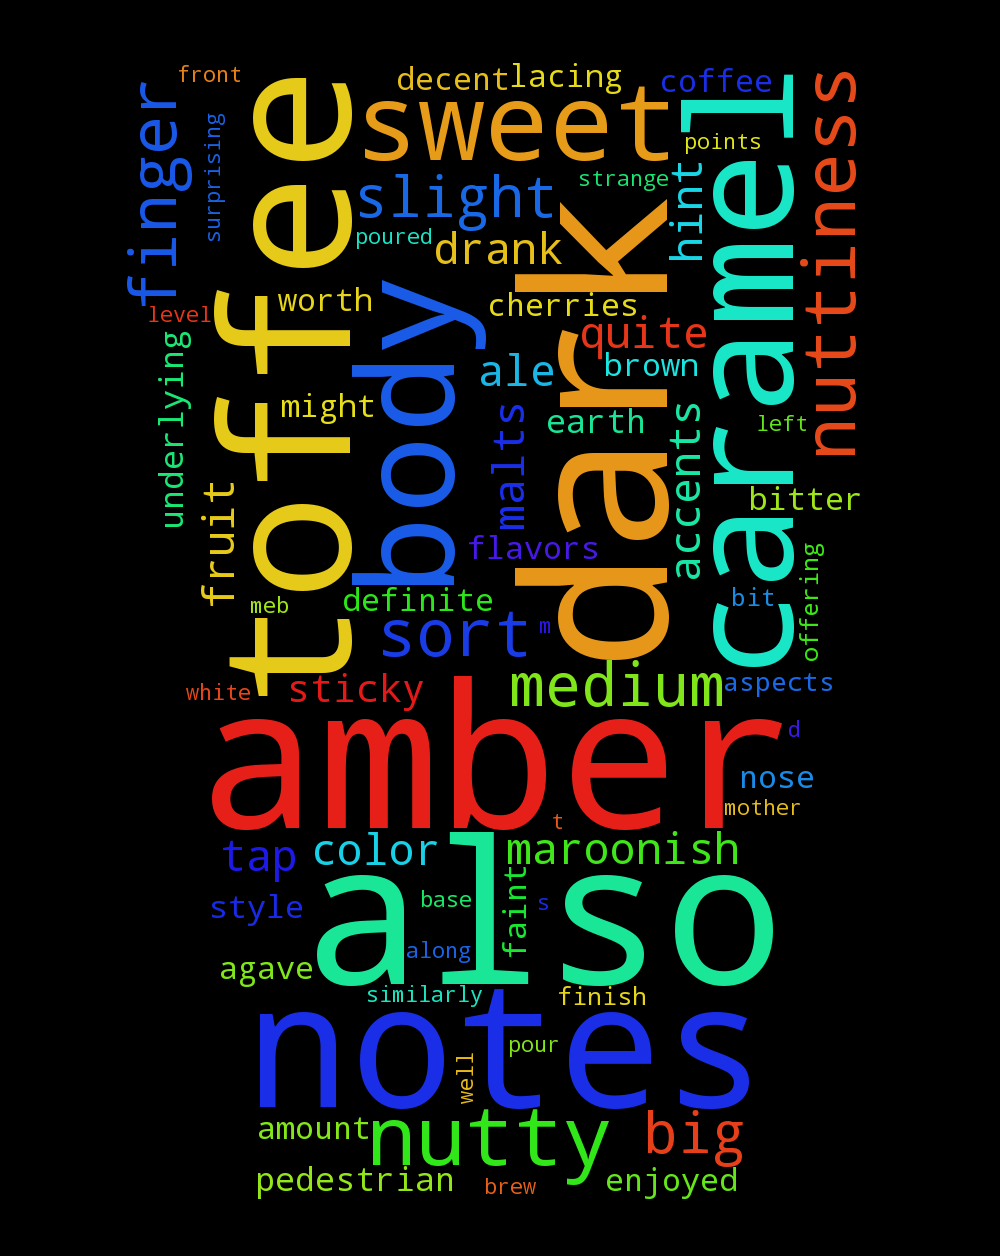 front
decent
lacing
coffee
finger
surprising
toffee
sweet
caramel
nuttiness
points
strange
slight
poured
drank
hint
dark
level
worth
body
cherries
quite
underlying
ale
brown
might
malts
earth
accents
left
fruit
bitter
flavors
offering
meb
definite
bit
sort
m
white
sticky
medium
aspects
amber
d
nose
mother
t
tap
color
maroonish
also
style
base
faint
s
along
agave
similarly
finish
notes
pour
well
amount
nutty
big
pedestrian
brew
enjoyed